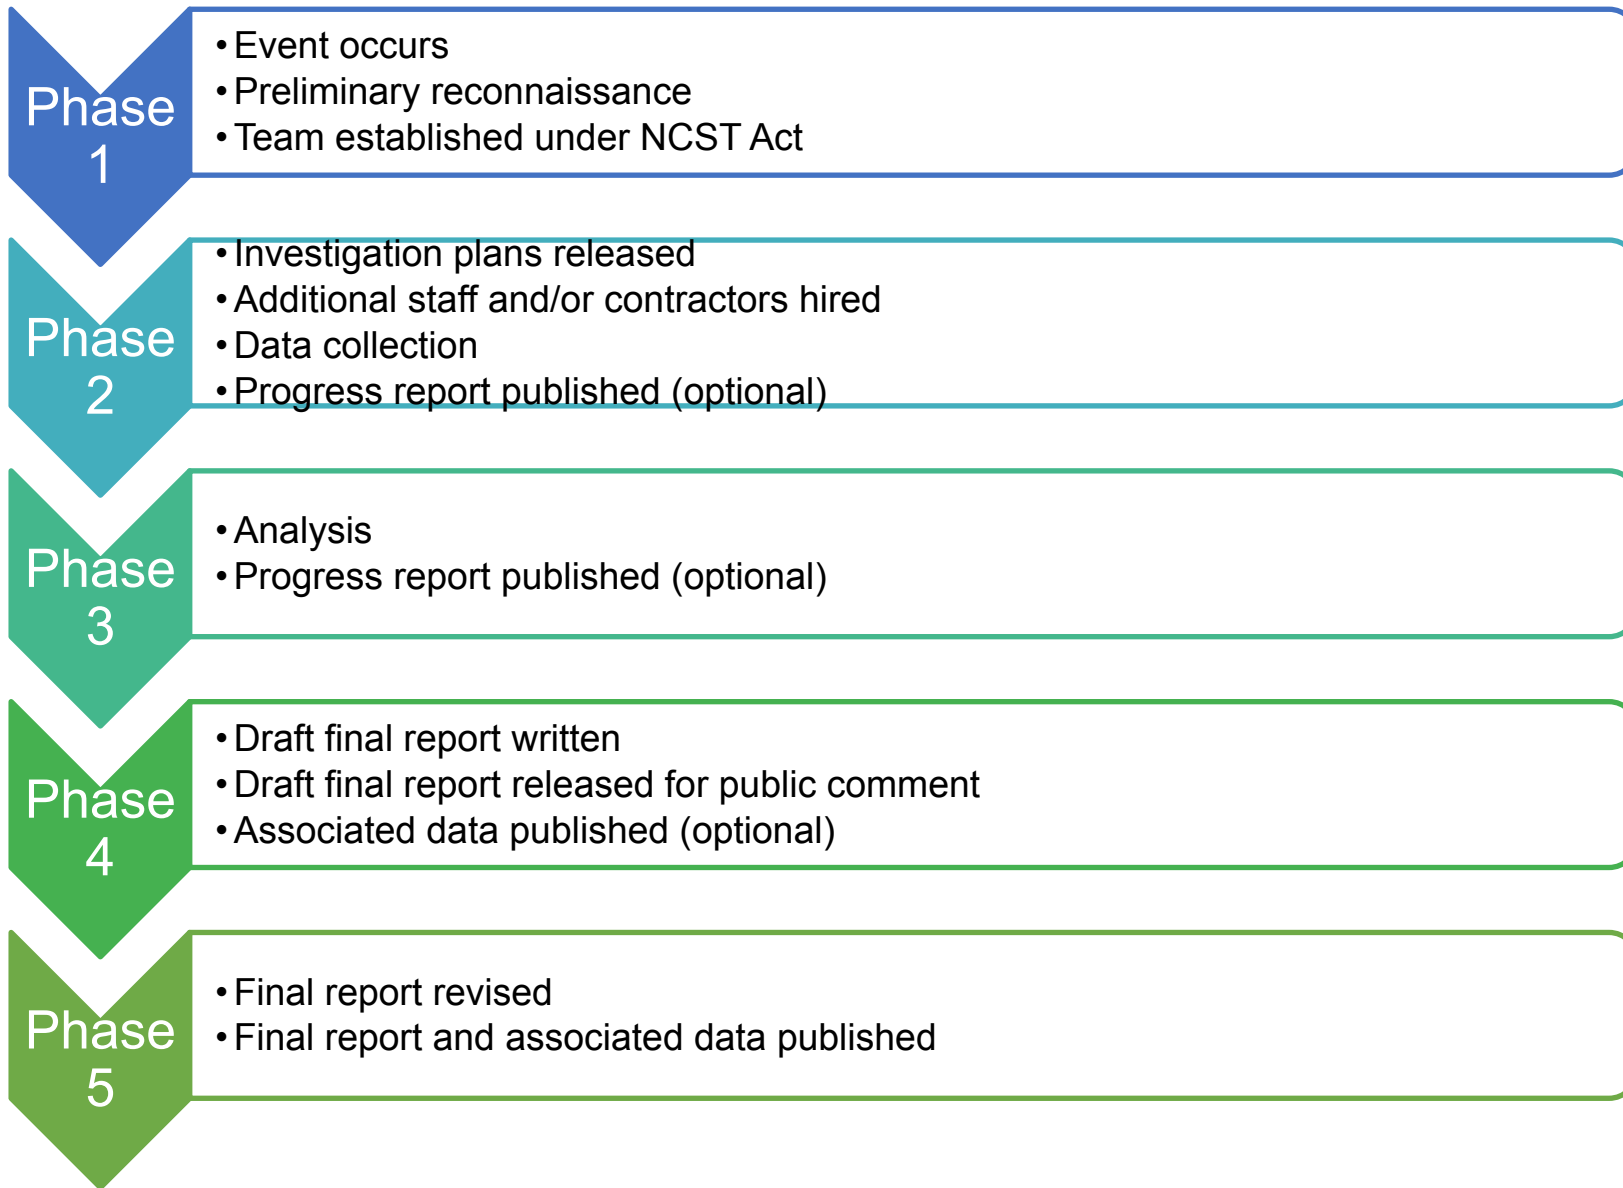 Phase
1
• Event occurs
• Preliminary reconnaissance
• Team established under NCST Act
Phase
2
• Investigation plans released
• Additional staff and/or contractors hired
• Data collection
• Progress report published (optional)
Phase
3
• Analysis
• Progress report published (optional)
Phase
4
• Draft final report written
• Draft final report released for public comment
• Associated data published (optional)
Phase
5
• Final report revised
• Final report and associated data published